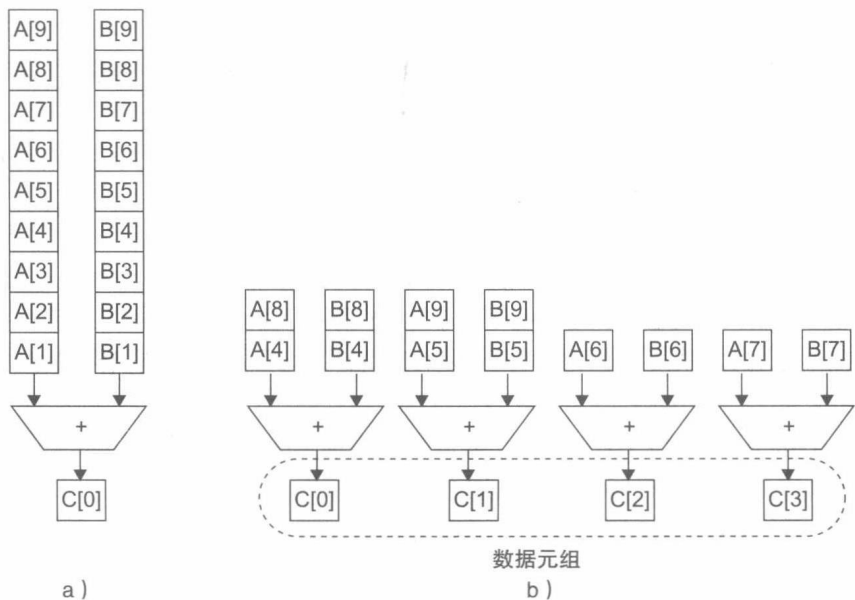 A[9] B[9]
A[8] B[8]
A[7] B[7]
A[6] B[6]
A[5] B[5]
A[4] B[4]
A[3] B[3]
A[2] B[2]
A[1] B[1]
+
C[0]
a）
A[8] B[8] A[9] B[9]
A[4] B[4] A[5] B[5] A[6] B[6] A[7] B[7]
+ + + +
C[0] C[1] C[2] C[3]
数据元组
b）